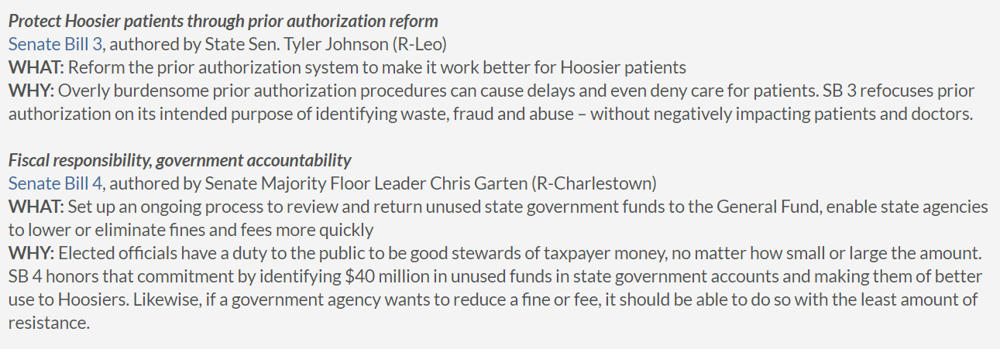 Protect Hoosier patients through prior authorization reform
Senate Bill 3, authored by State Sen. Tyler Johnson (R-Leo)
WHAT: Reform the prior authorization system to make it work better for Hoosier patients
WHY: Overly burdensome prior authorization procedures can cause delays and even deny care for patients. SB 3 refocuses prior
authorization on its intended purpose of identifying waste, fraud and abuse – without negatively impacting patients and doctors.
Fiscal responsibility, government accountability
Senate Bill 4, authored by Senate Majority Floor Leader Chris Garten (R-Charlestown)
WHAT: Set up an ongoing process to review and return unused state government funds to the General Fund, enable state agencies
to lower or eliminate fines and fees more quickly
WHY: Elected officials have a duty to the public to be good stewards of taxpayer money, no matter how small or large the amount.
SB 4 honors that commitment by identifying $40 million in unused funds in state government accounts and making them of better
use to Hoosiers. Likewise, if a government agency wants to reduce a fine or fee, it should be able to do so with the least amount of
resistance.